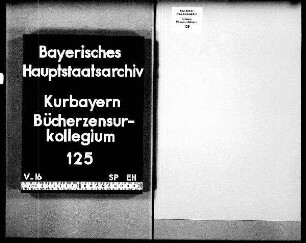 Bayerisches
Hauptstaatsarchiv
Kurbayern
Bücherzensur-
kollegium
125
V-16 SP EH